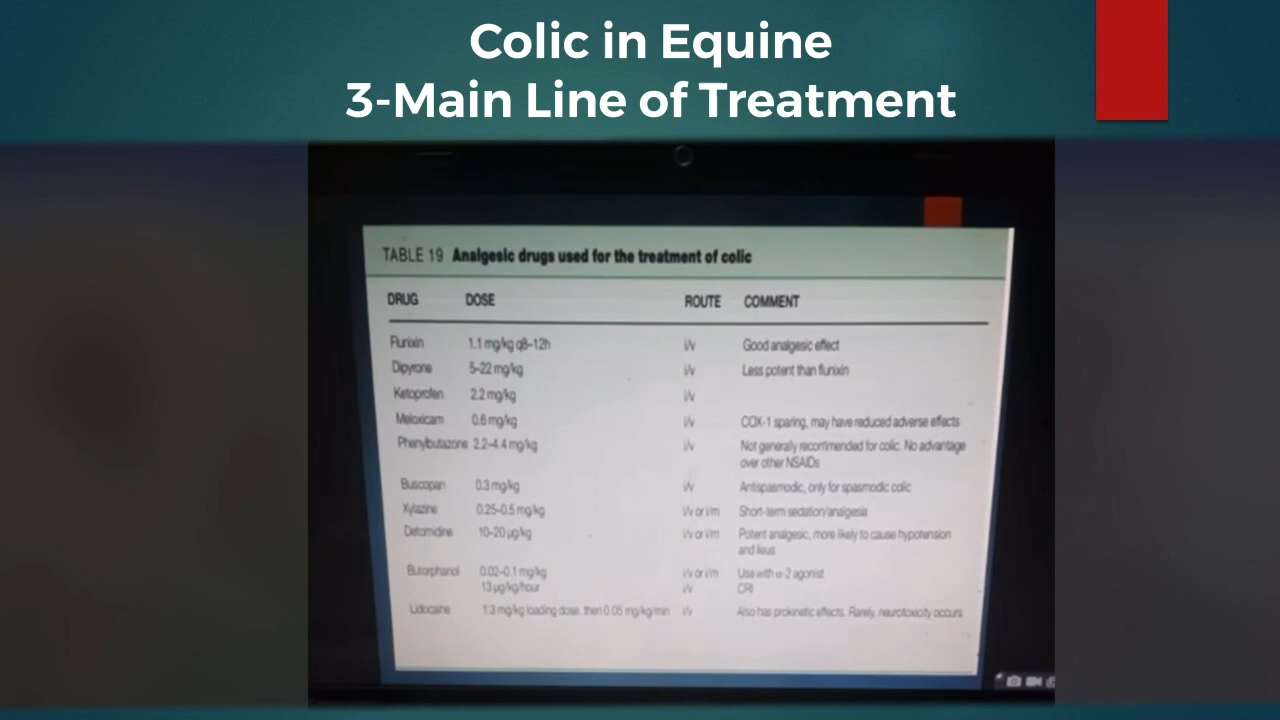 Colic in Equine
3-Main Line of Treatment
TABLE 19 Analgesic drugs used for the treatment of colic
DRUG DOSE ROUTE COMMENT
Flunixin 1.1 mg/kg q8–12h i/v Good analgesic effect
Dipyrone 5–22 mg/kg i/v Less potent than flunixin
Ketoprofen 2.2 mg/kg i/v
Meloxicam 0.6 mg/kg i/v COX-1 sparing, may have reduced adverse effects
Phenylbutazone 2.2–4.4 mg/kg i/v Not generally recommended for colic. No advantage
over other NSAIDs
Buscopan 0.3 mg/kg i/v Antispasmodic, only for spasmodic colic
Xylazine 0.25–0.5 mg/kg i/v or i/m Short-term sedation/analgesia
Detomidine 10–20 µg/kg i/v or i/m Potent analgesic, more likely to cause hypotension
and ileus
Butorphanol 0.02–0.1 mg/kg i/v or i/m Use with α-2 agonist
13 µg/kg/hour i/v CRI
Lidocaine 1.3 mg/kg loading dose, then 0.05 mg/kg/min i/v Also has prokinetic effects. Rarely, neurotoxicity occurs